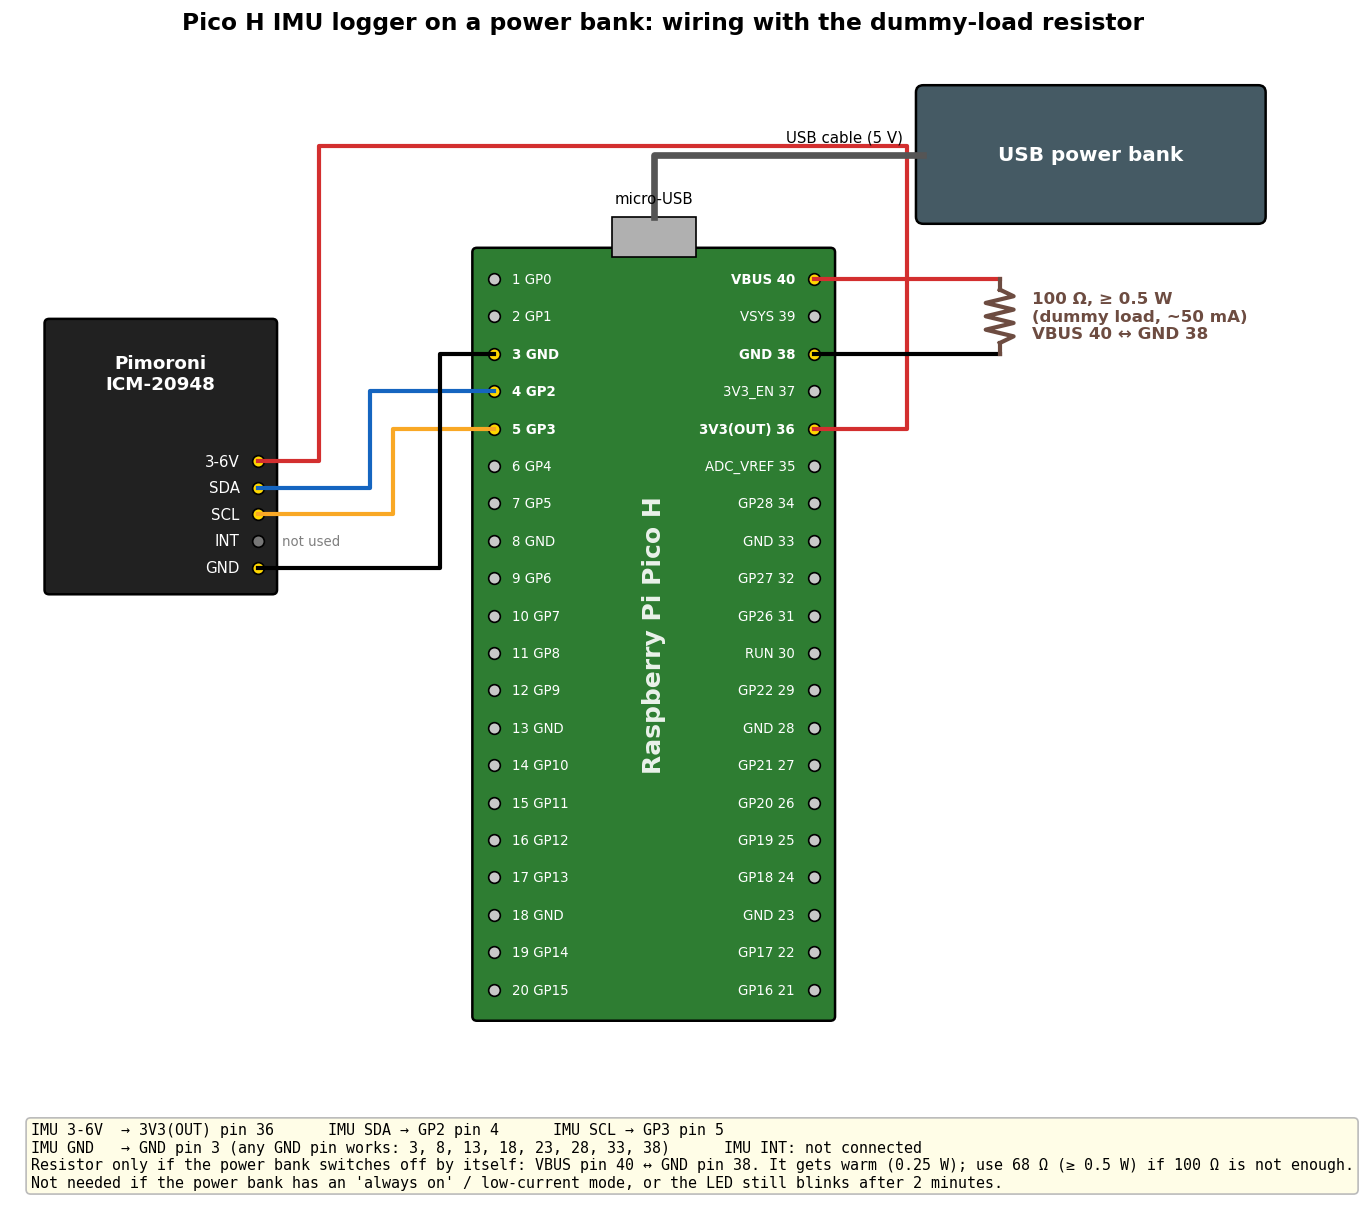 Pico H IMU logger on a power bank: wiring with the dummy-load resistor
USB cable (5 V)
USB power bank
micro-USB
Pimoroni
ICM-20948
3-6V
SDA
SCL
INT
not used
GND
1 GP0
2 GP1
3 GND
4 GP2
5 GP3
6 GP4
7 GP5
8 GND
9 GP6
10 GP7
11 GP8
12 GP9
13 GND
14 GP10
15 GP11
16 GP12
17 GP13
18 GND
19 GP14
20 GP15
Raspberry Pi Pico H
VBUS 40
VSYS 39
GND 38
3V3_EN 37
3V3(OUT) 36
ADC_VREF 35
GP28 34
GND 33
GP27 32
GP26 31
RUN 30
GP22 29
GND 28
GP21 27
GP20 26
GP19 25
GP18 24
GND 23
GP17 22
GP16 21
100 Ω, ≥ 0.5 W
(dummy load, ~50 mA)
VBUS 40 ↔ GND 38
IMU 3-6V  → 3V3(OUT) pin 36      IMU SDA → GP2 pin 4      IMU SCL → GP3 pin 5
IMU GND   → GND pin 3 (any GND pin works: 3, 8, 13, 18, 23, 28, 33, 38)      IMU INT: not connected
Resistor only if the power bank switches off by itself: VBUS pin 40 ↔ GND pin 38. It gets warm (0.25 W); use 68 Ω (≥ 0.5 W) if 100 Ω is not enough.
Not needed if the power bank has an 'always on' / low-current mode, or the LED still blinks after 2 minutes.